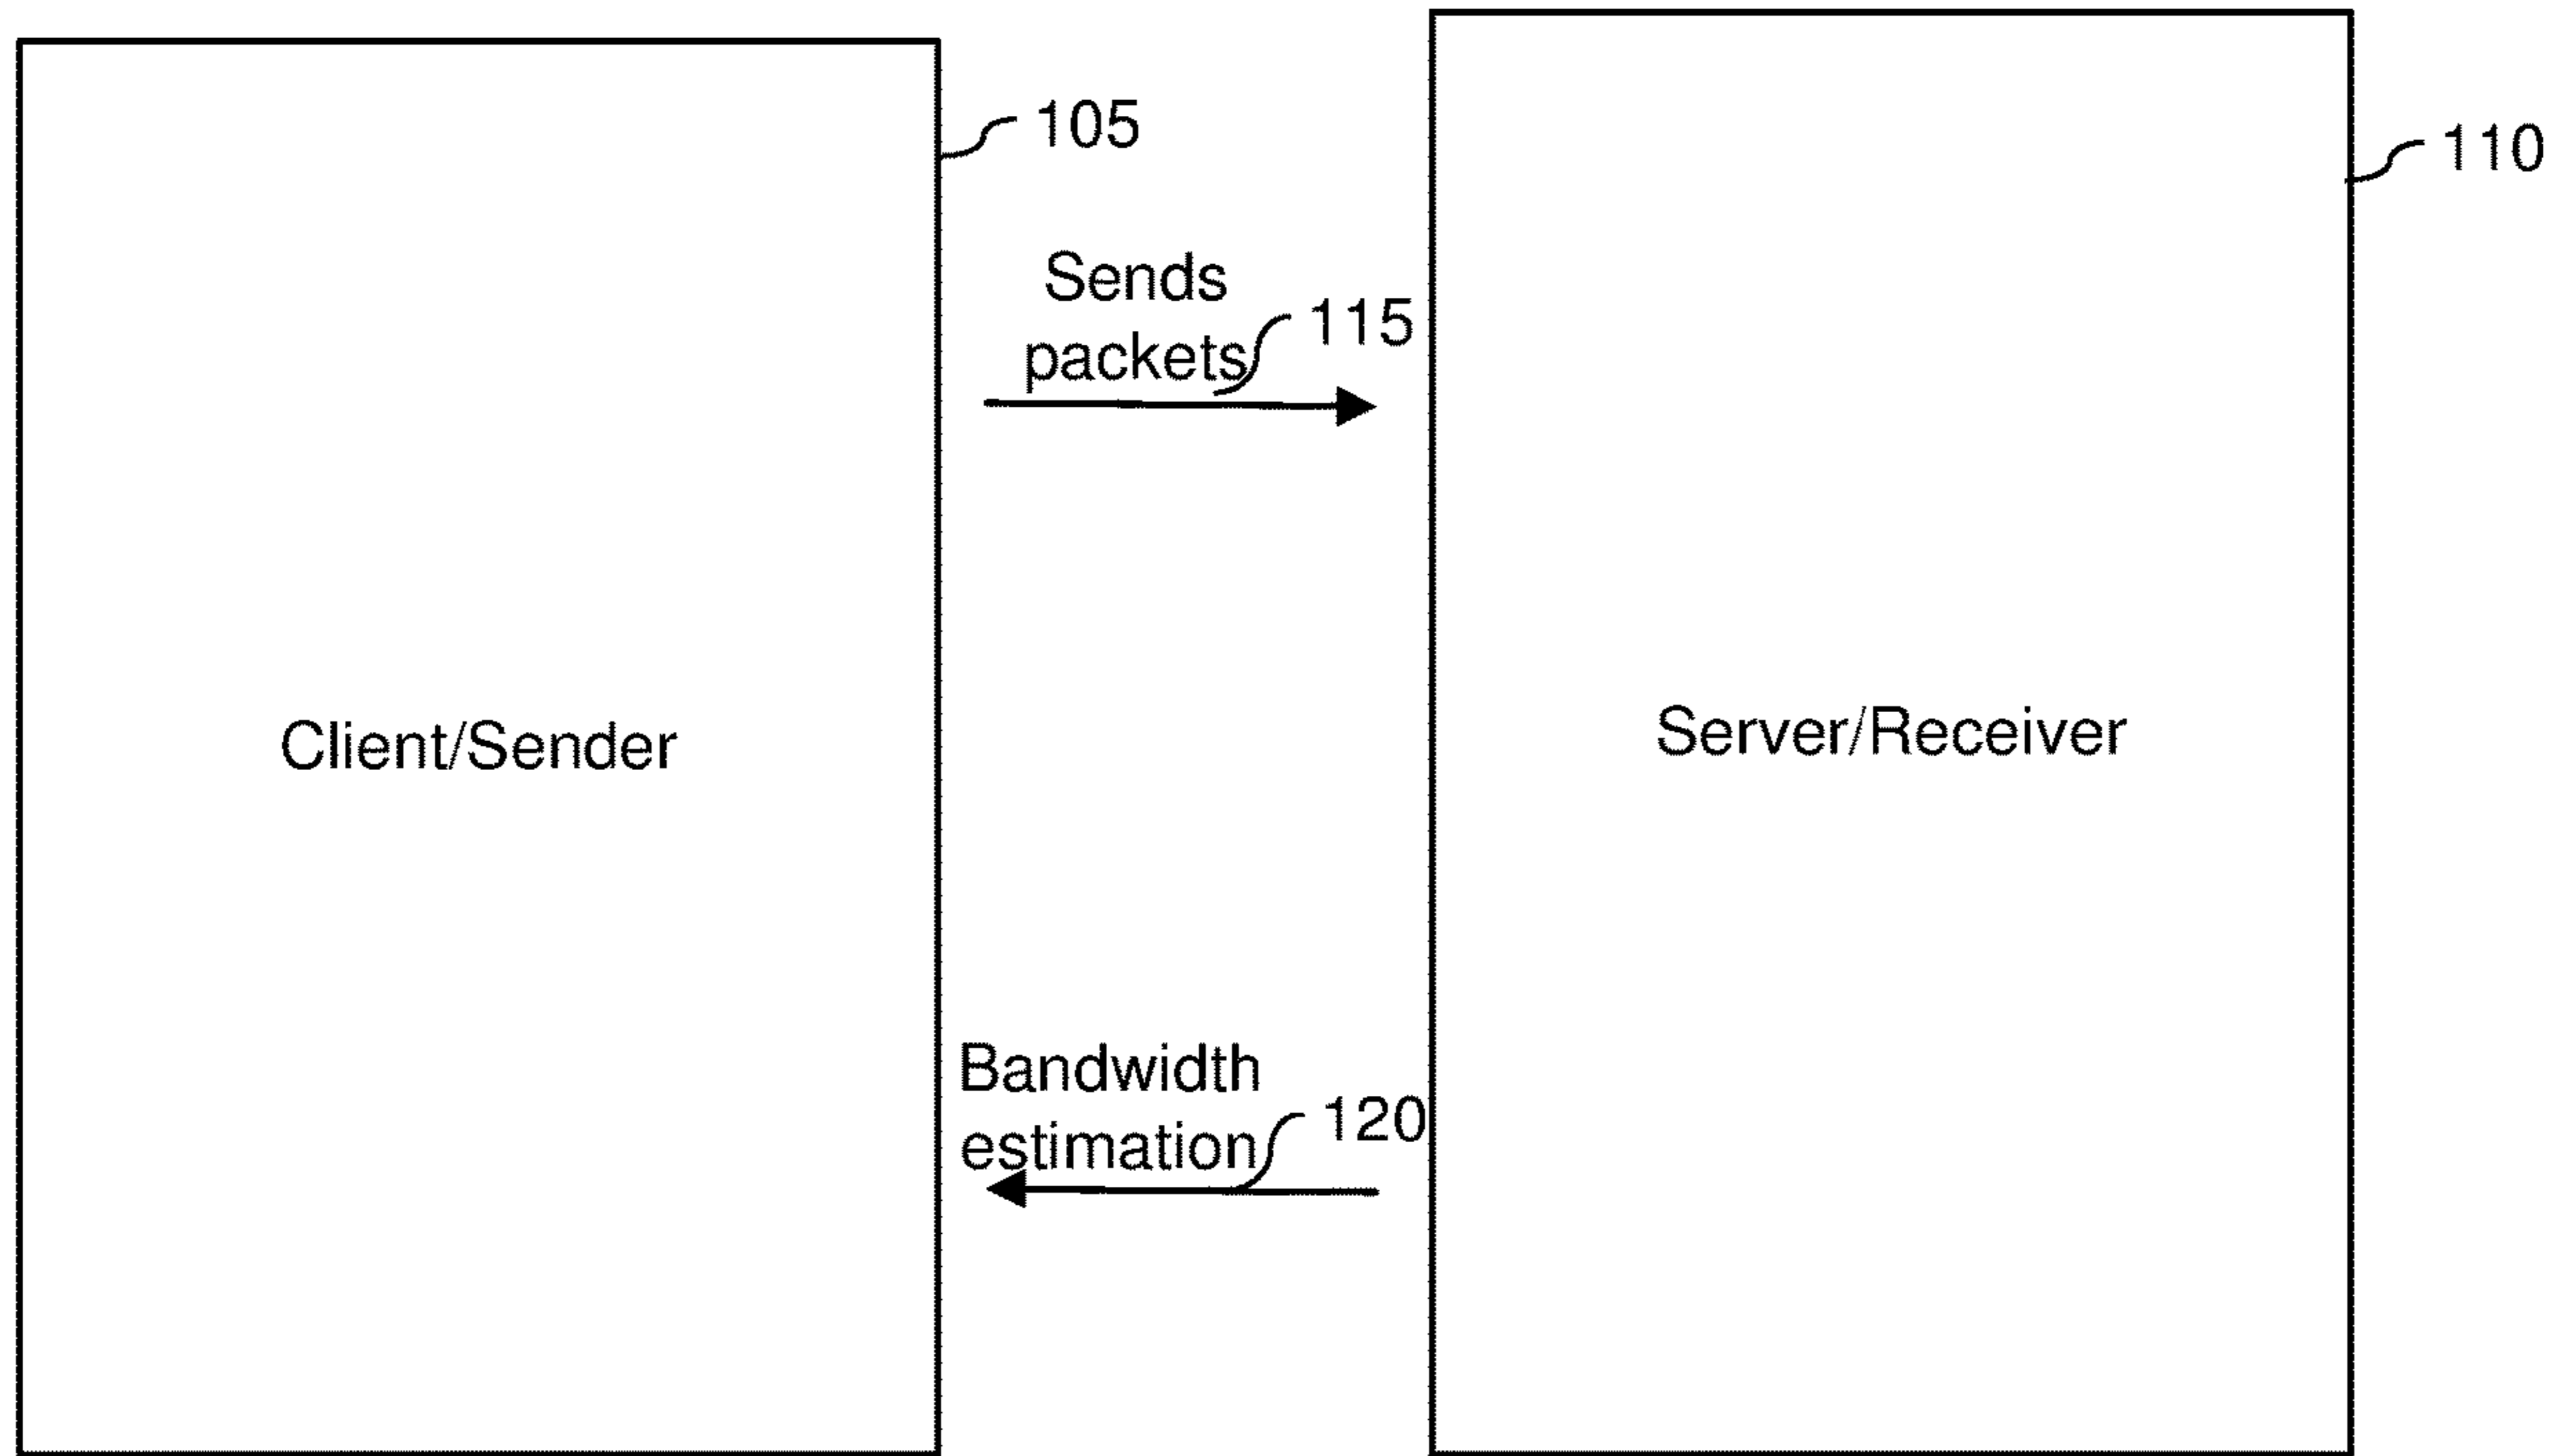 105
110
Sends
packets
115
Client/Sender
Server/Receiver
Bandwidth
estimation
120